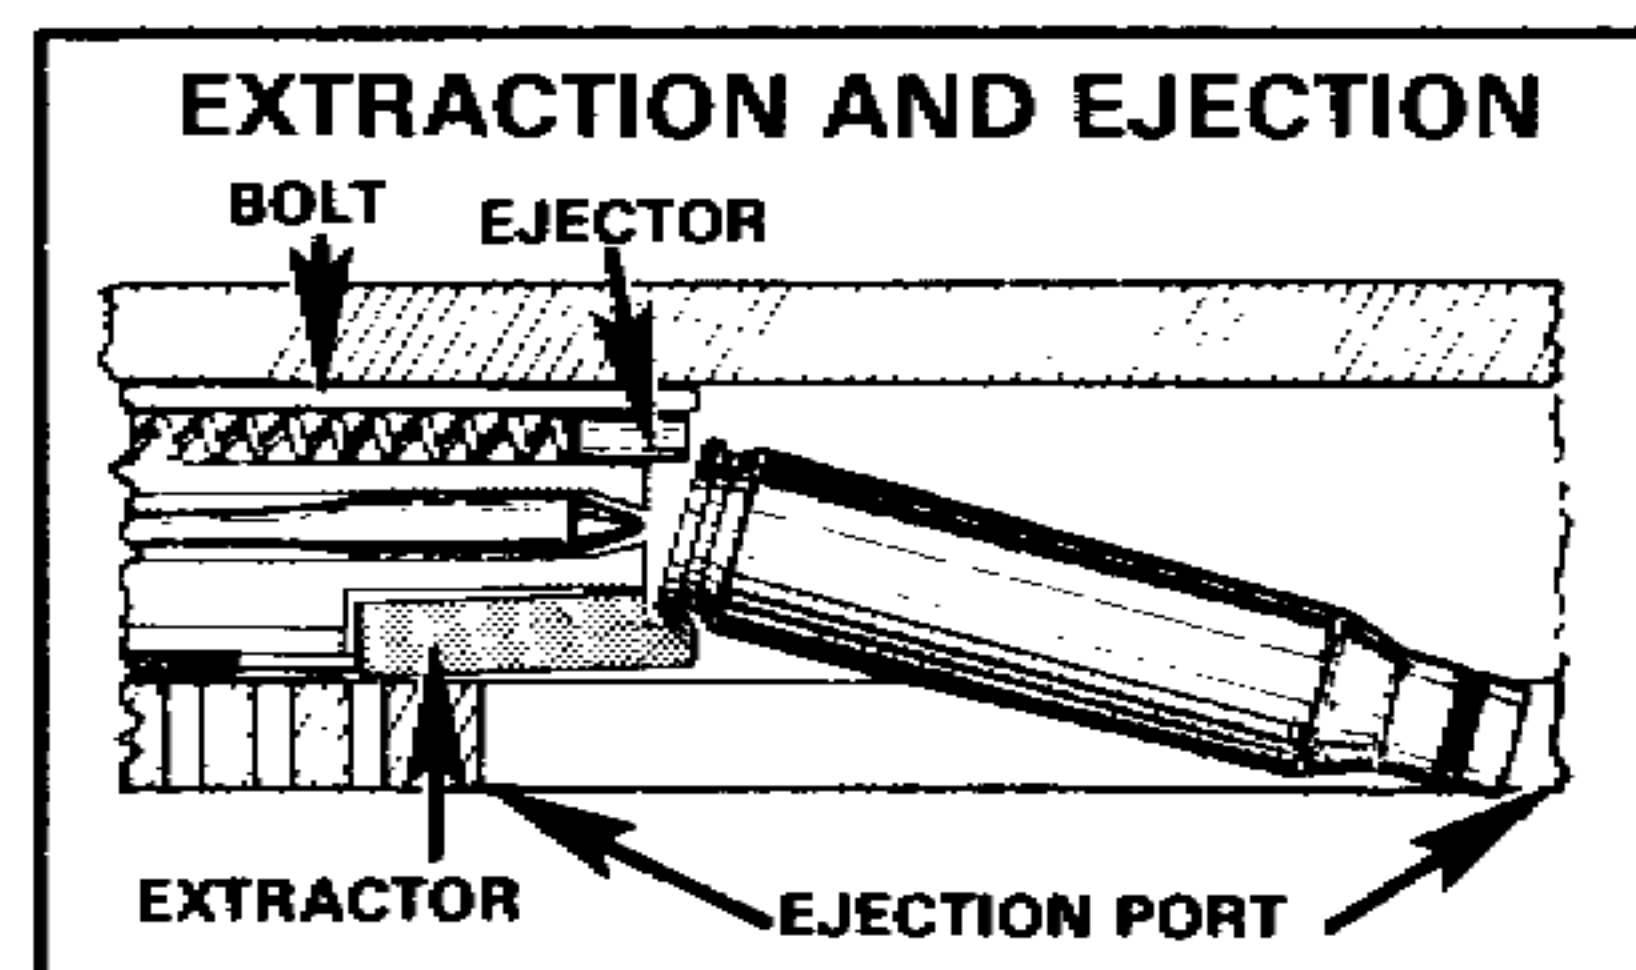 EXTRACTION AND EJECTION
BOLT
EJECTOR
EXTRACTOR
EJECTION PORT